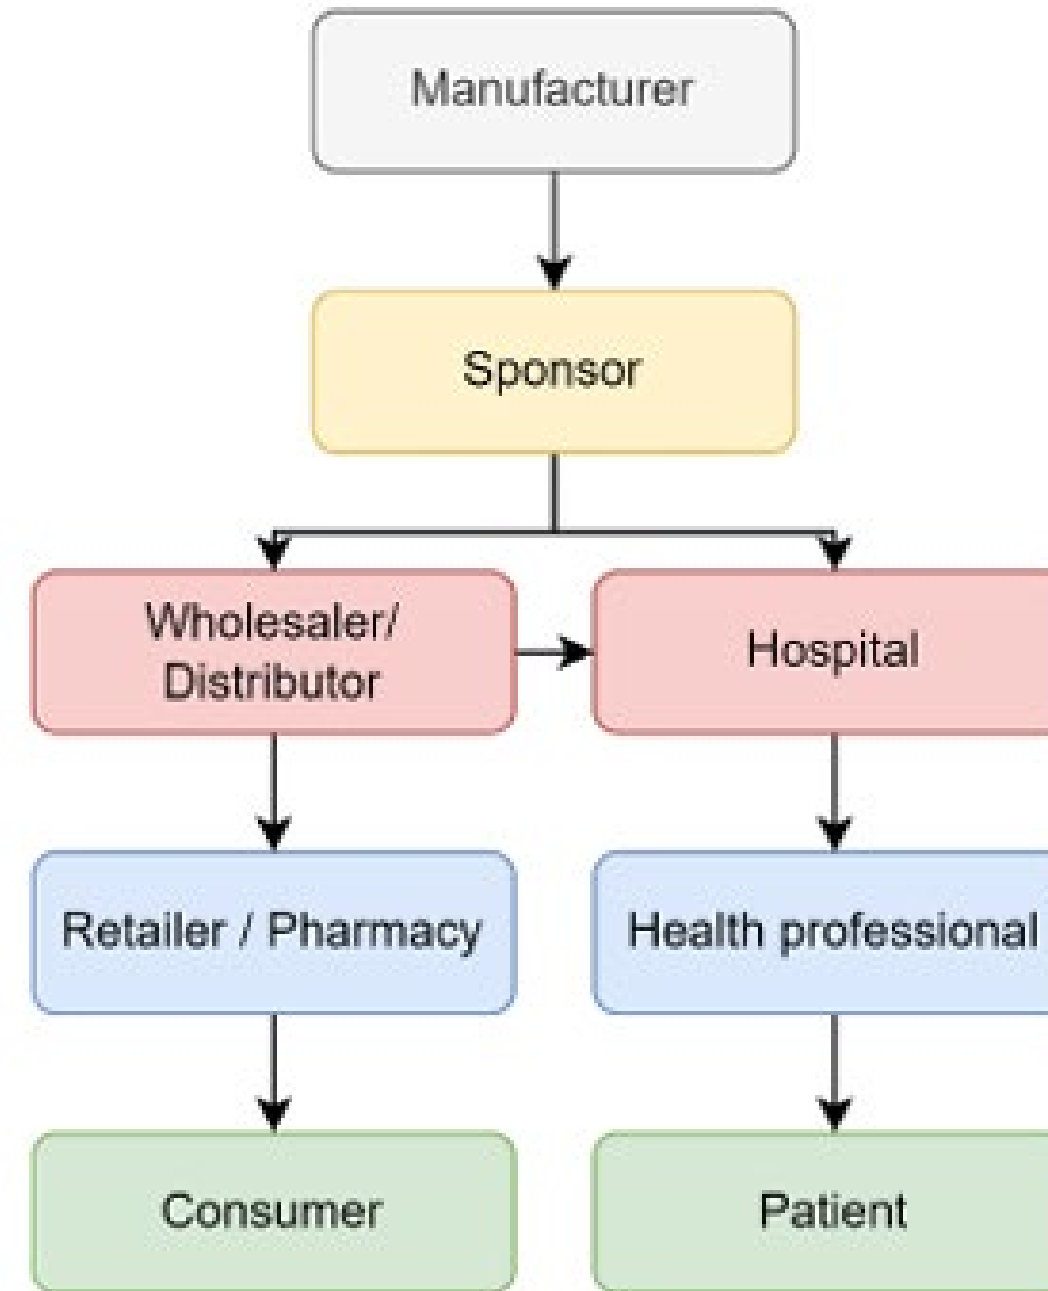 Manufacturer
Sponsor
Wholesaler/
Distributor
Hospital
Retailer / Pharmacy
Health professional
Consumer
Patient